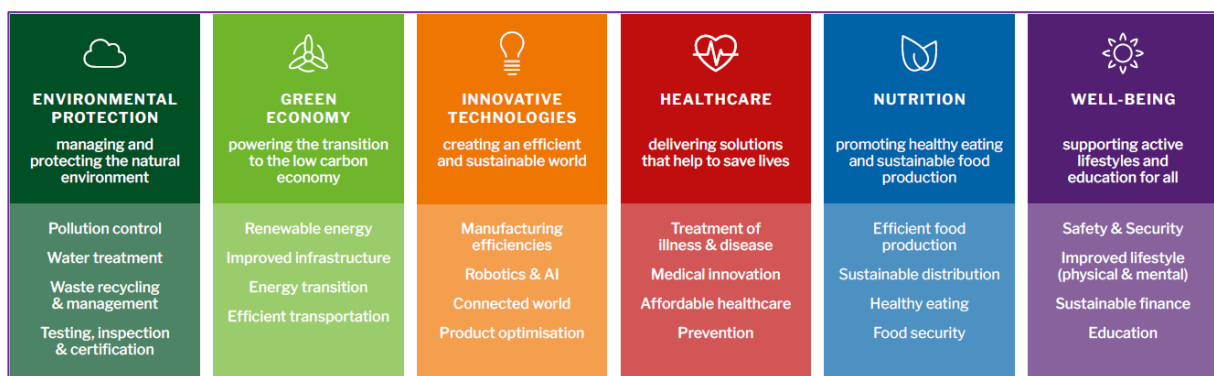 ENVIRONMENTAL
PROTECTION
managing and
protecting the natural
environment
Pollution control
Water treatment
Waste recycling
& management
Testing, inspection
& certification
GREEN
ECONOMY
powering the transition
to the low carbon
economy
Renewable energy
Improved infrastructure
Energy transition
Efficient transportation
INNOVATIVE
TECHNOLOGIES
creating an efficient
and sustainable world
Manufacturing
efficiencies
Robotics & AI
Connected world
Product optimisation
HEALTHCARE
delivering solutions
that help to save lives
Treatment of
illness & disease
Medical innovation
Affordable healthcare
Prevention
NUTRITION
promoting healthy eating
and sustainable food
production
Efficient food
production
Sustainable distribution
Healthy eating
Food security
WELL-BEING
supporting active
lifestyles and
education for all
Safety & Security
Improved lifestyle
(physical & mental)
Sustainable finance
Education